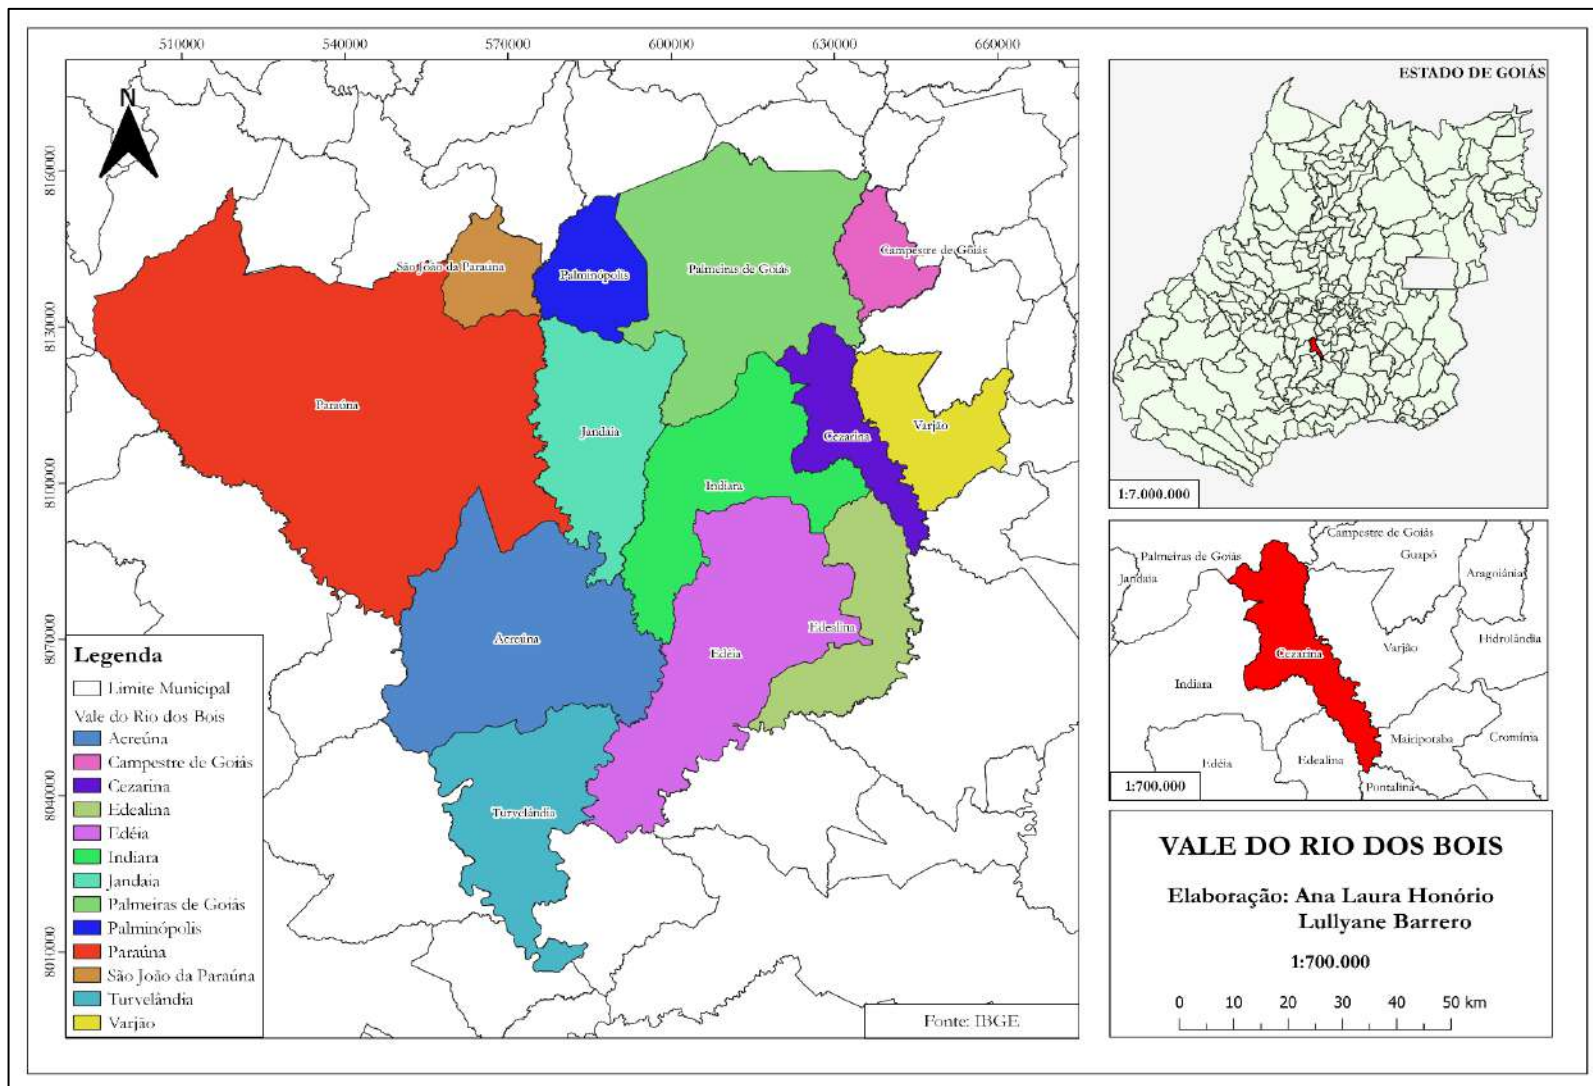 510000 540000 570000 600000 630000 660000
N
8160000
8130000
8100000
8070000
8040000
8010000
São João da Paraúna
Palminópolis
Palmeiras de Goiás
Campestre de Goiás
Paraúna
Jandaia
Cezarina
Varjão
Indiara
Acreúna
Edéia
Edealina
Turvelândia
Legenda
Limite Municipal
Vale do Rio dos Bois
Acreúna
Campestre de Goiás
Cezarina
Edealina
Edéia
Indiara
Jandaia
Palmeiras de Goiás
Palminópolis
Paraúna
São João da Paraúna
Turvelândia
Varjão
Fonte: IBGE
ESTADO DE GOIÁS
1:7.000.000
Campestre de Goiás
Palmeiras de Goiás
Guapó
Jandaia
Aragoiânia
Hidrolândia
Cezarina
Varjão
Indiara
Mairipotaba
Cromínia
Edéia
Edealina
Pontalina
1:700.000
VALE DO RIO DOS BOIS
Elaboração: Ana Laura Honório
Lullyane Barrero
1:700.000
0 10 20 30 40 50 km